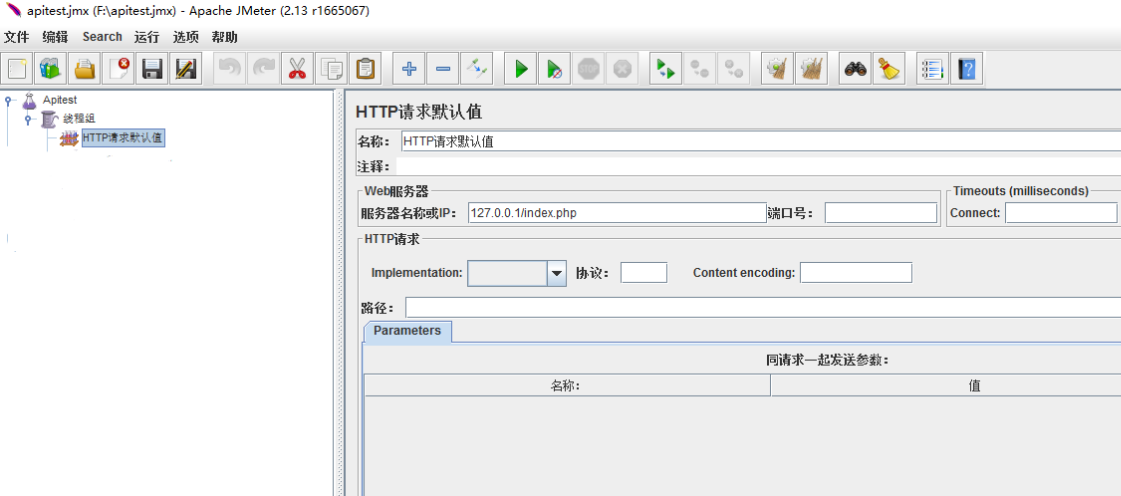 apitest.jmx (F:\apitest.jmx) - Apache JMeter (2.13 r1665067)
文件 编辑 Search 运行 选项 帮助
Apitest
线程组
HTTP请求默认值
HTTP请求默认值
名称： HTTP请求默认值
注释：
Web服务器 Timeouts (milliseconds)
服务器名称或IP： 127.0.0.1/index.php 端口号： Connect:
HTTP请求
Implementation: 协议： Content encoding:
路径：
Parameters
同请求一起发送参数：
名称： 值